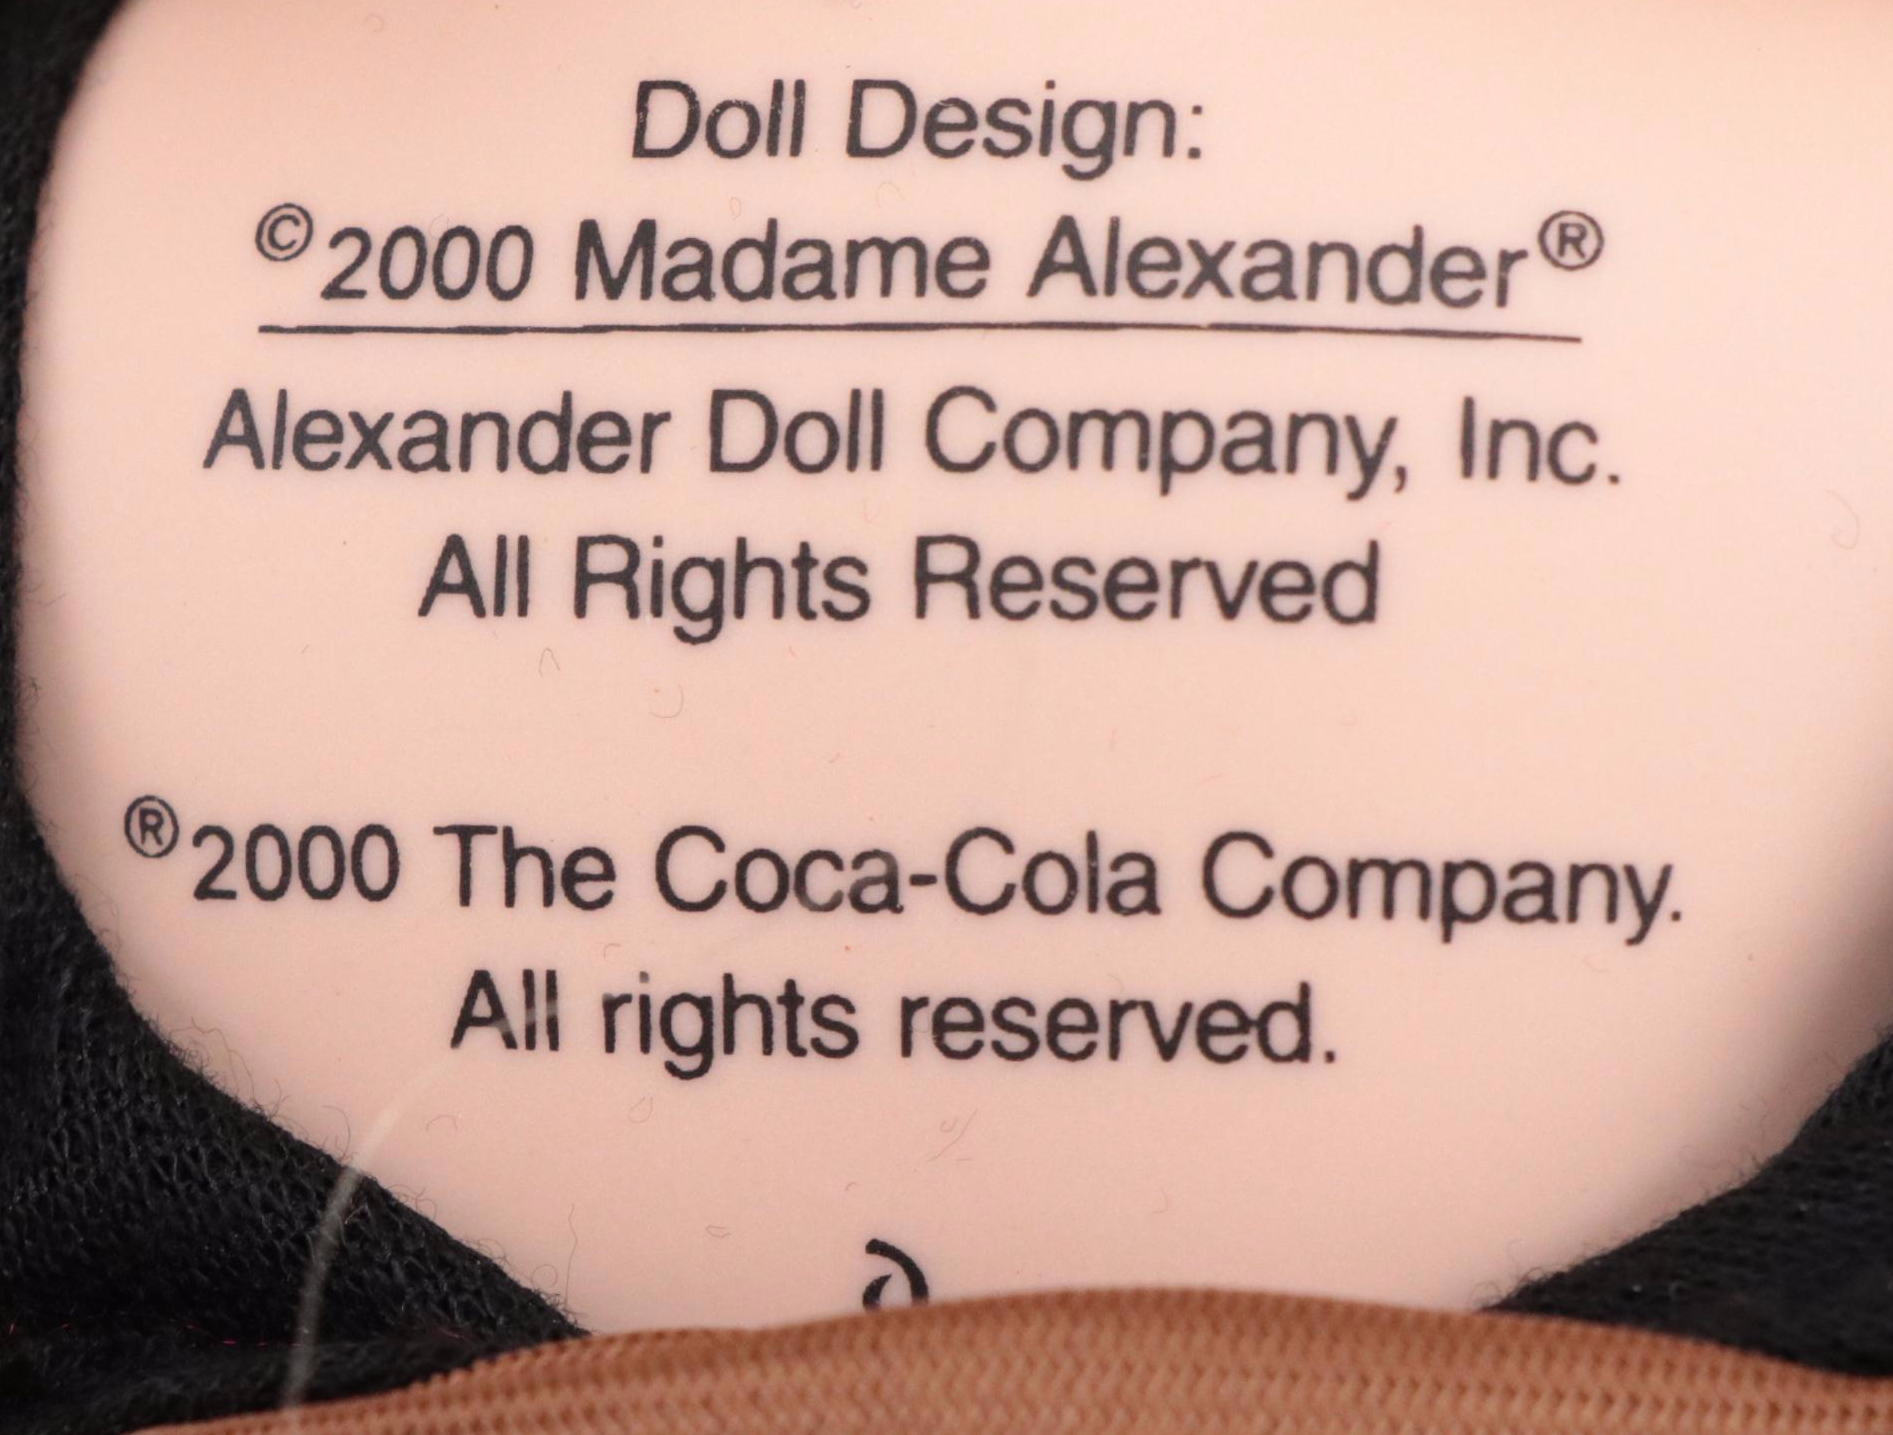 Doll Design:
©2000 Madame Alexander®
Alexander Doll Company, Inc.
All Rights Reserved
®2000 The Coca-Cola Company.
All rights reserved.